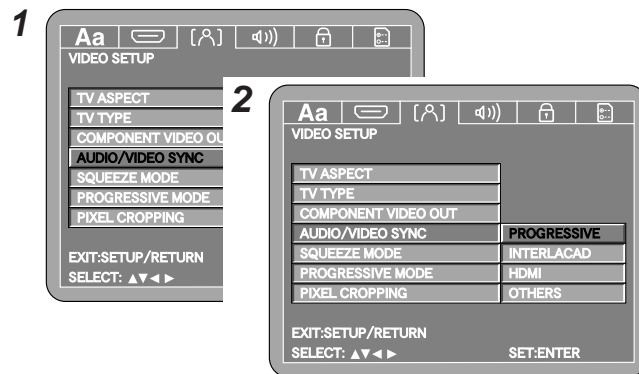 1
Aa
VIDEO SETUP
TV ASPECT
TV TYPE
COMPONENT VIDEO OU
AUDIO/VIDEO SYNC
SQUEEZE MODE
PROGRESSIVE MODE
PIXEL CROPPING
EXIT:SETUP/RETURN
SELECT: ▲▼◄ ►
2
Aa
VIDEO SETUP
TV ASPECT
TV TYPE
COMPONENT VIDEO OUT
AUDIO/VIDEO SYNC PROGRESSIVE
SQUEEZE MODE INTERLACAD
PROGRESSIVE MODE HDMI
PIXEL CROPPING OTHERS
EXIT:SETUP/RETURN
SELECT: ▲▼◄ ► SET:ENTER